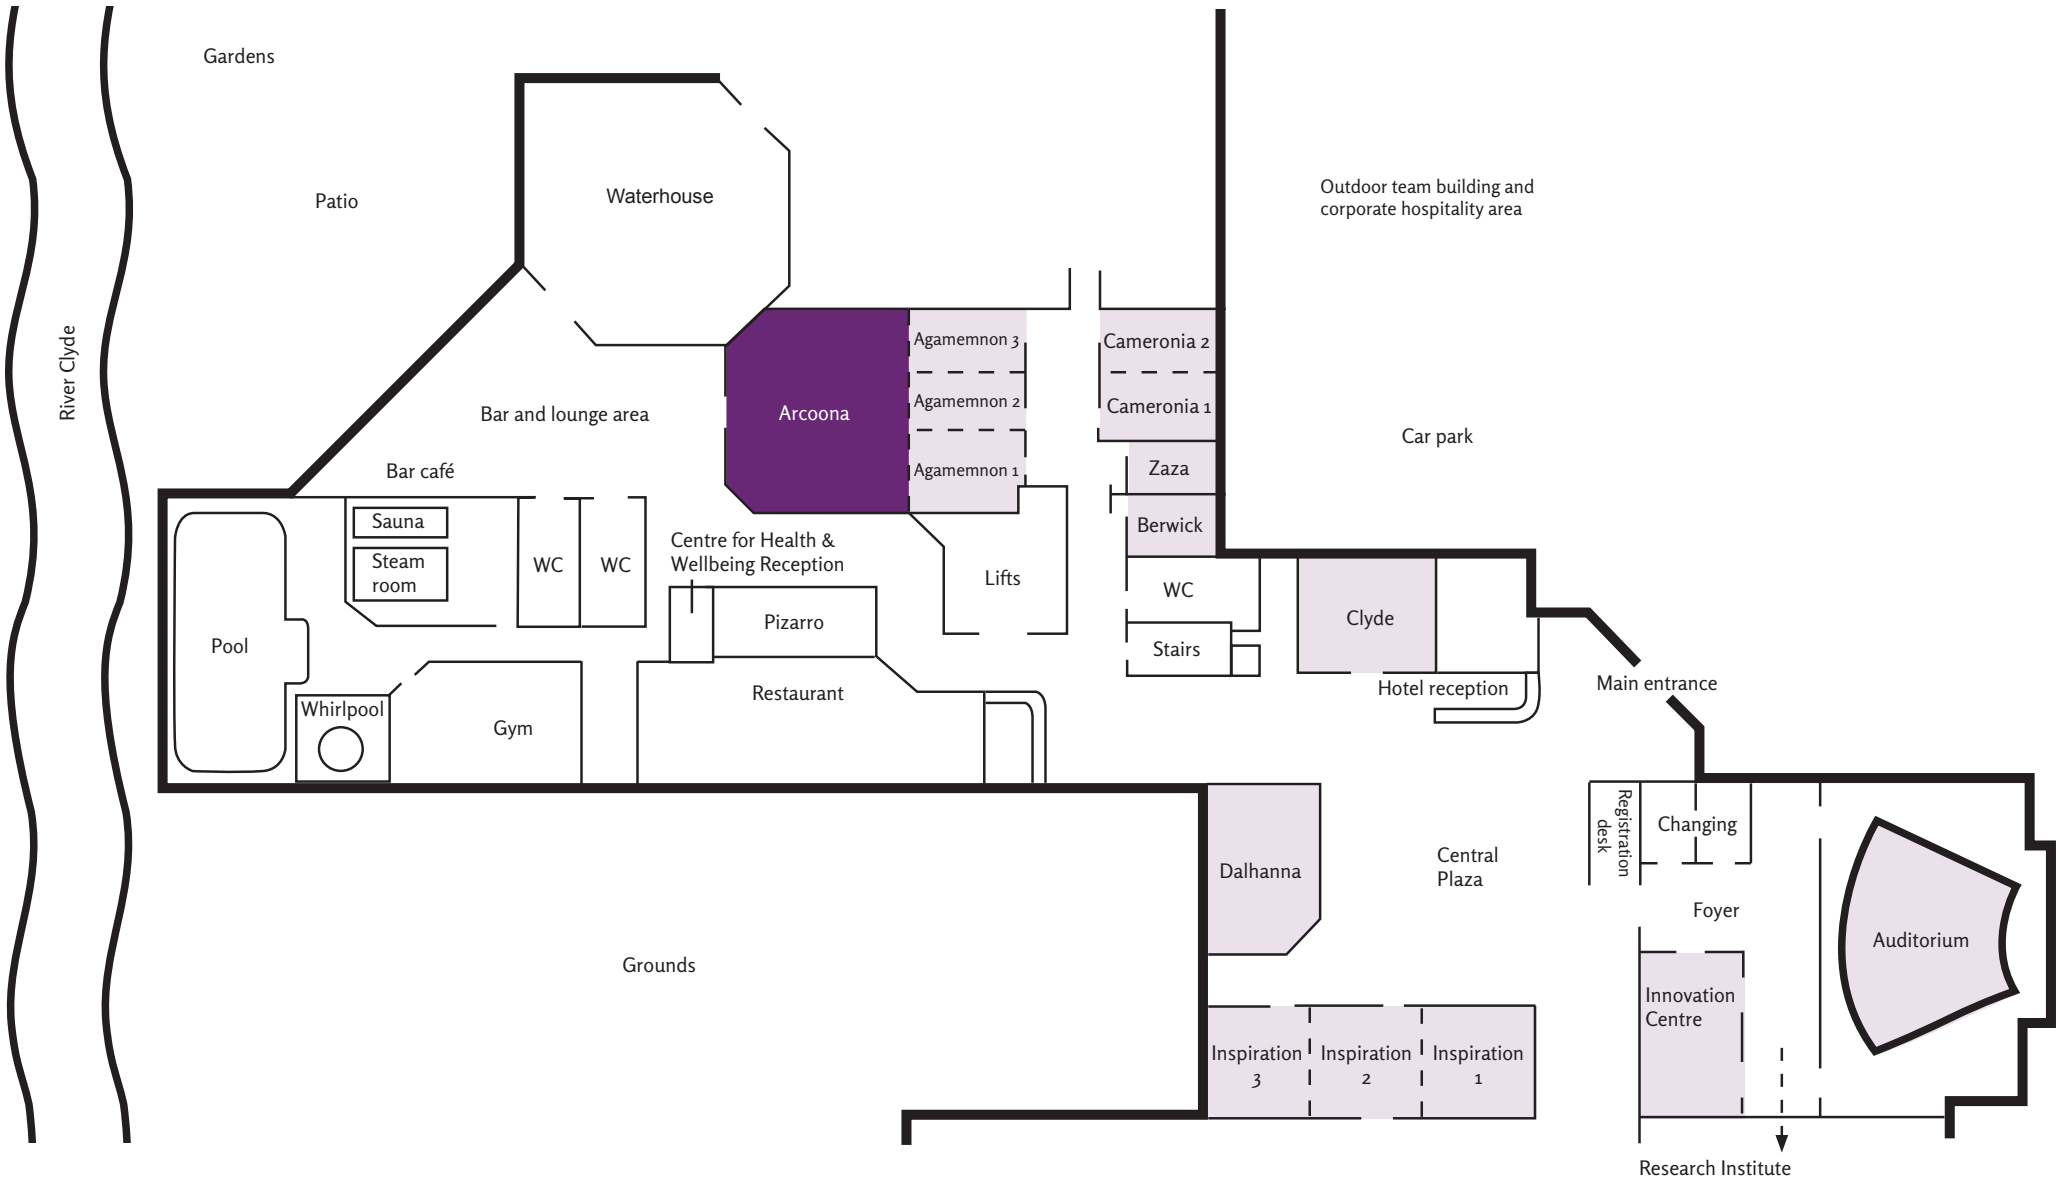 Gardens
Patio
Waterhouse
Outdoor team building and
corporate hospitality area
River Clyde
Agamemnon 3
Cameronia 2
Agamemnon 2
Cameronia 1
Arcoona
Bar and lounge area
Car park
Bar café
Agamemnon 1
Zaza
Sauna
Berwick
Centre for Health &
Wellbeing Reception
Steam
room
WC
WC
Lifts
WC
Pizarro
Clyde
Pool
Stairs
Restaurant
Hotel reception
Main entrance
Whirlpool
Gym
Registration
desk
Changing
Central
Plaza
Dalhanna
Foyer
Auditorium
Grounds
Innovation
Centre
Inspiration
3
Inspiration
2
Inspiration
1
Research Institute